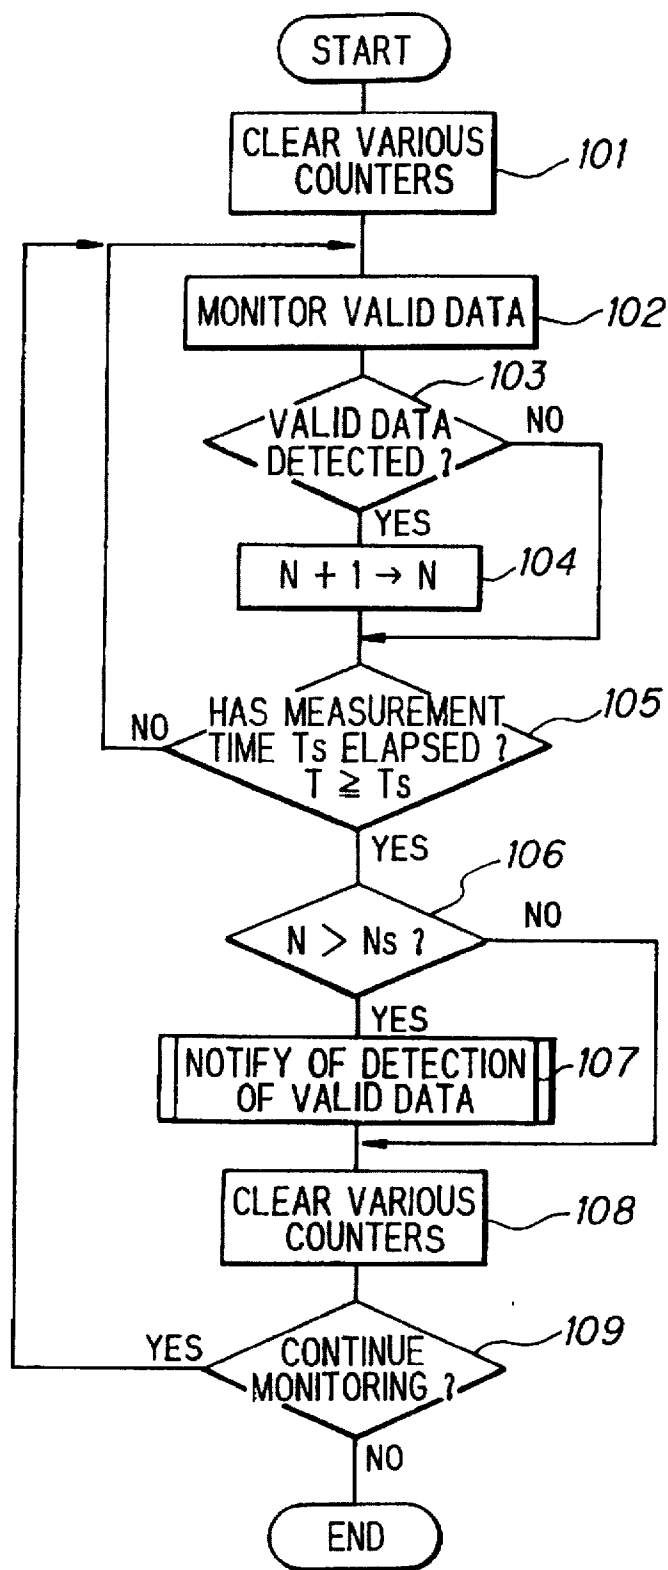 START
CLEAR VARIOUS
COUNTERS
101
MONITOR VALID DATA
102
103
VALID DATA
DETECTED ?
NO
YES
N + 1 → N
104
HAS MEASUREMENT
TIME Ts ELAPSED ?
T ≧ Ts
105
NO
YES
106
N > Ns ?
NO
YES
NOTIFY OF DETECTION
OF VALID DATA
107
CLEAR VARIOUS
COUNTERS
108
YES
CONTINUE
MONITORING ?
109
NO
END